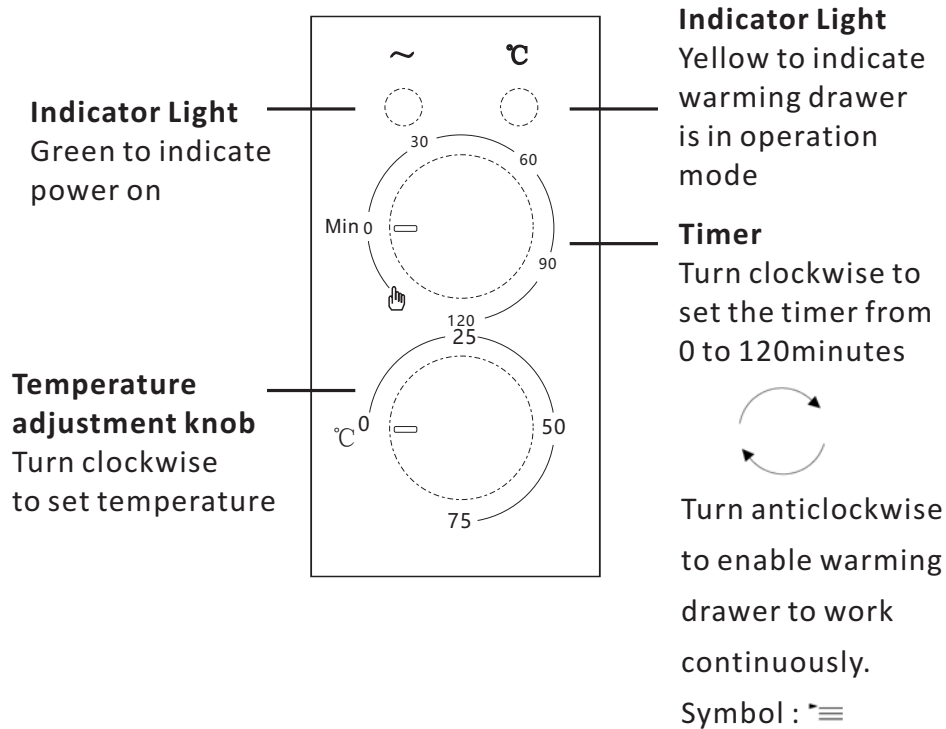 Indicator Light
Green to indicate
power on
Temperature
adjustment knob
Turn clockwise
to set temperature
~ ℃
30
60
Min 0
90
120
25
℃ 0
50
75
Indicator Light
Yellow to indicate
warming drawer
is in operation
mode
Timer
Turn clockwise to
set the timer from
0 to 120minutes
Turn anticlockwise
to enable warming
drawer to work
continuously.
Symbol :